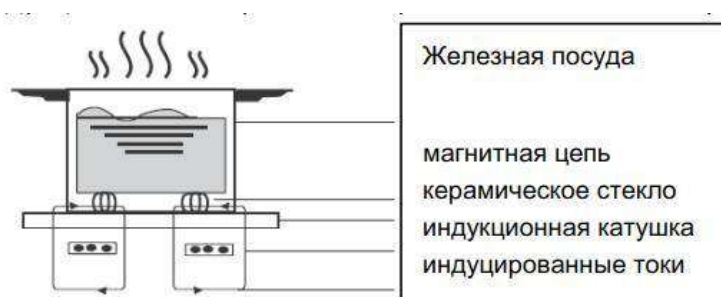 Железная посуда
магнитная цепь
керамическое стекло
индукционная катушка
индуцированные токи